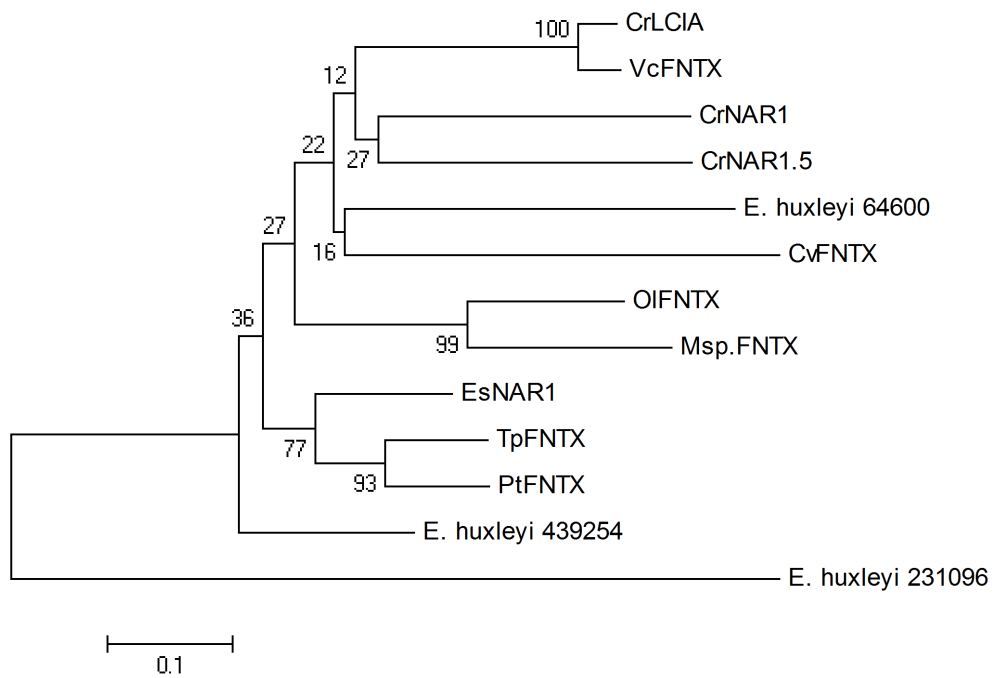 CrLCIA
100
VcFNTX
12
CrNAR1
22
27
CrNAR1.5
E. huxleyi 64600
27
16
CvFNTX
OlFNTX
36
99
Msp.FNTX
EsNAR1
TpFNTX
77
93
PtFNTX
E. huxleyi 439254
E. huxleyi 231096
0.1